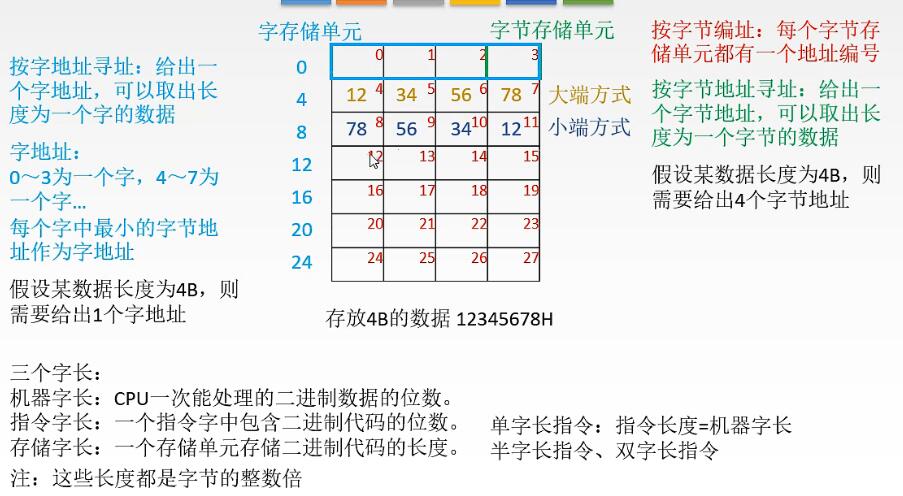 字存储单元
字节存储单元
按字地址寻址：给出一
个字地址，可以取出长
度为一个字的数据
字地址：
0～3为一个字，4～7为
一个字...
每个字中最小的字节地
址作为字地址
假设某数据长度为4B，则
需要给出1个字地址
0 0 1 2 3
4 12 4 34 5 56 6 78 7 大端方式
8 78 8 56 9 34 10 12 11 小端方式
12 12 13 14 15
16 16 17 18 19
20 20 21 22 23
24 24 25 26 27
存放4B的数据 12345678H
按字节编址：每个字节存
储单元都有一个地址编号
按字节地址寻址：给出一
个字节地址，可以取出长
度为一个字节的数据
假设某数据长度为4B，则
需要给出4个字节地址
三个字长：
机器字长：CPU一次能处理的二进制数据的位数。
指令字长：一个指令字中包含二进制代码的位数。
存储字长：一个存储单元存储二进制代码的长度。
注：这些长度都是字节的整数倍
单字长指令：指令长度=机器字长
半字长指令、双字长指令